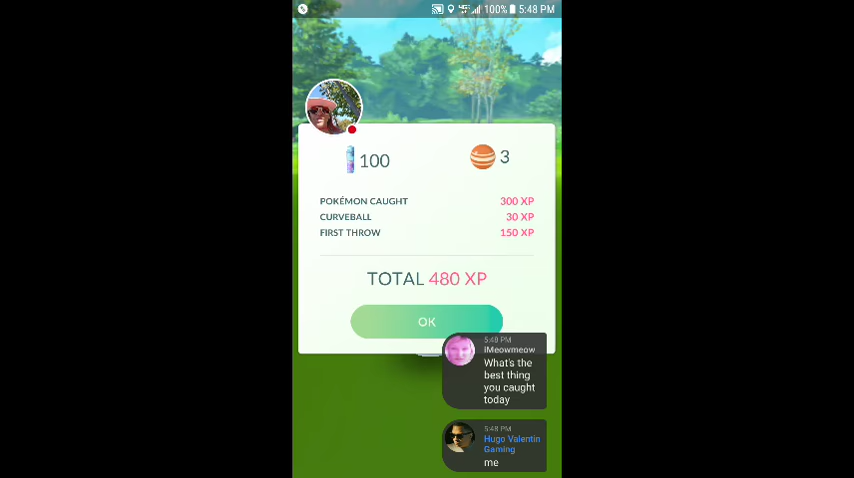 100% 5:48 PM
100
3
POKÉMON CAUGHT 300 XP
CURVEBALL 30 XP
FIRST THROW 150 XP
TOTAL 480 XP
OK
5:48 PM
iMeowmeow
What's the
best thing
you caught
today
5:48 PM
Hugo Valentin
Gaming
me